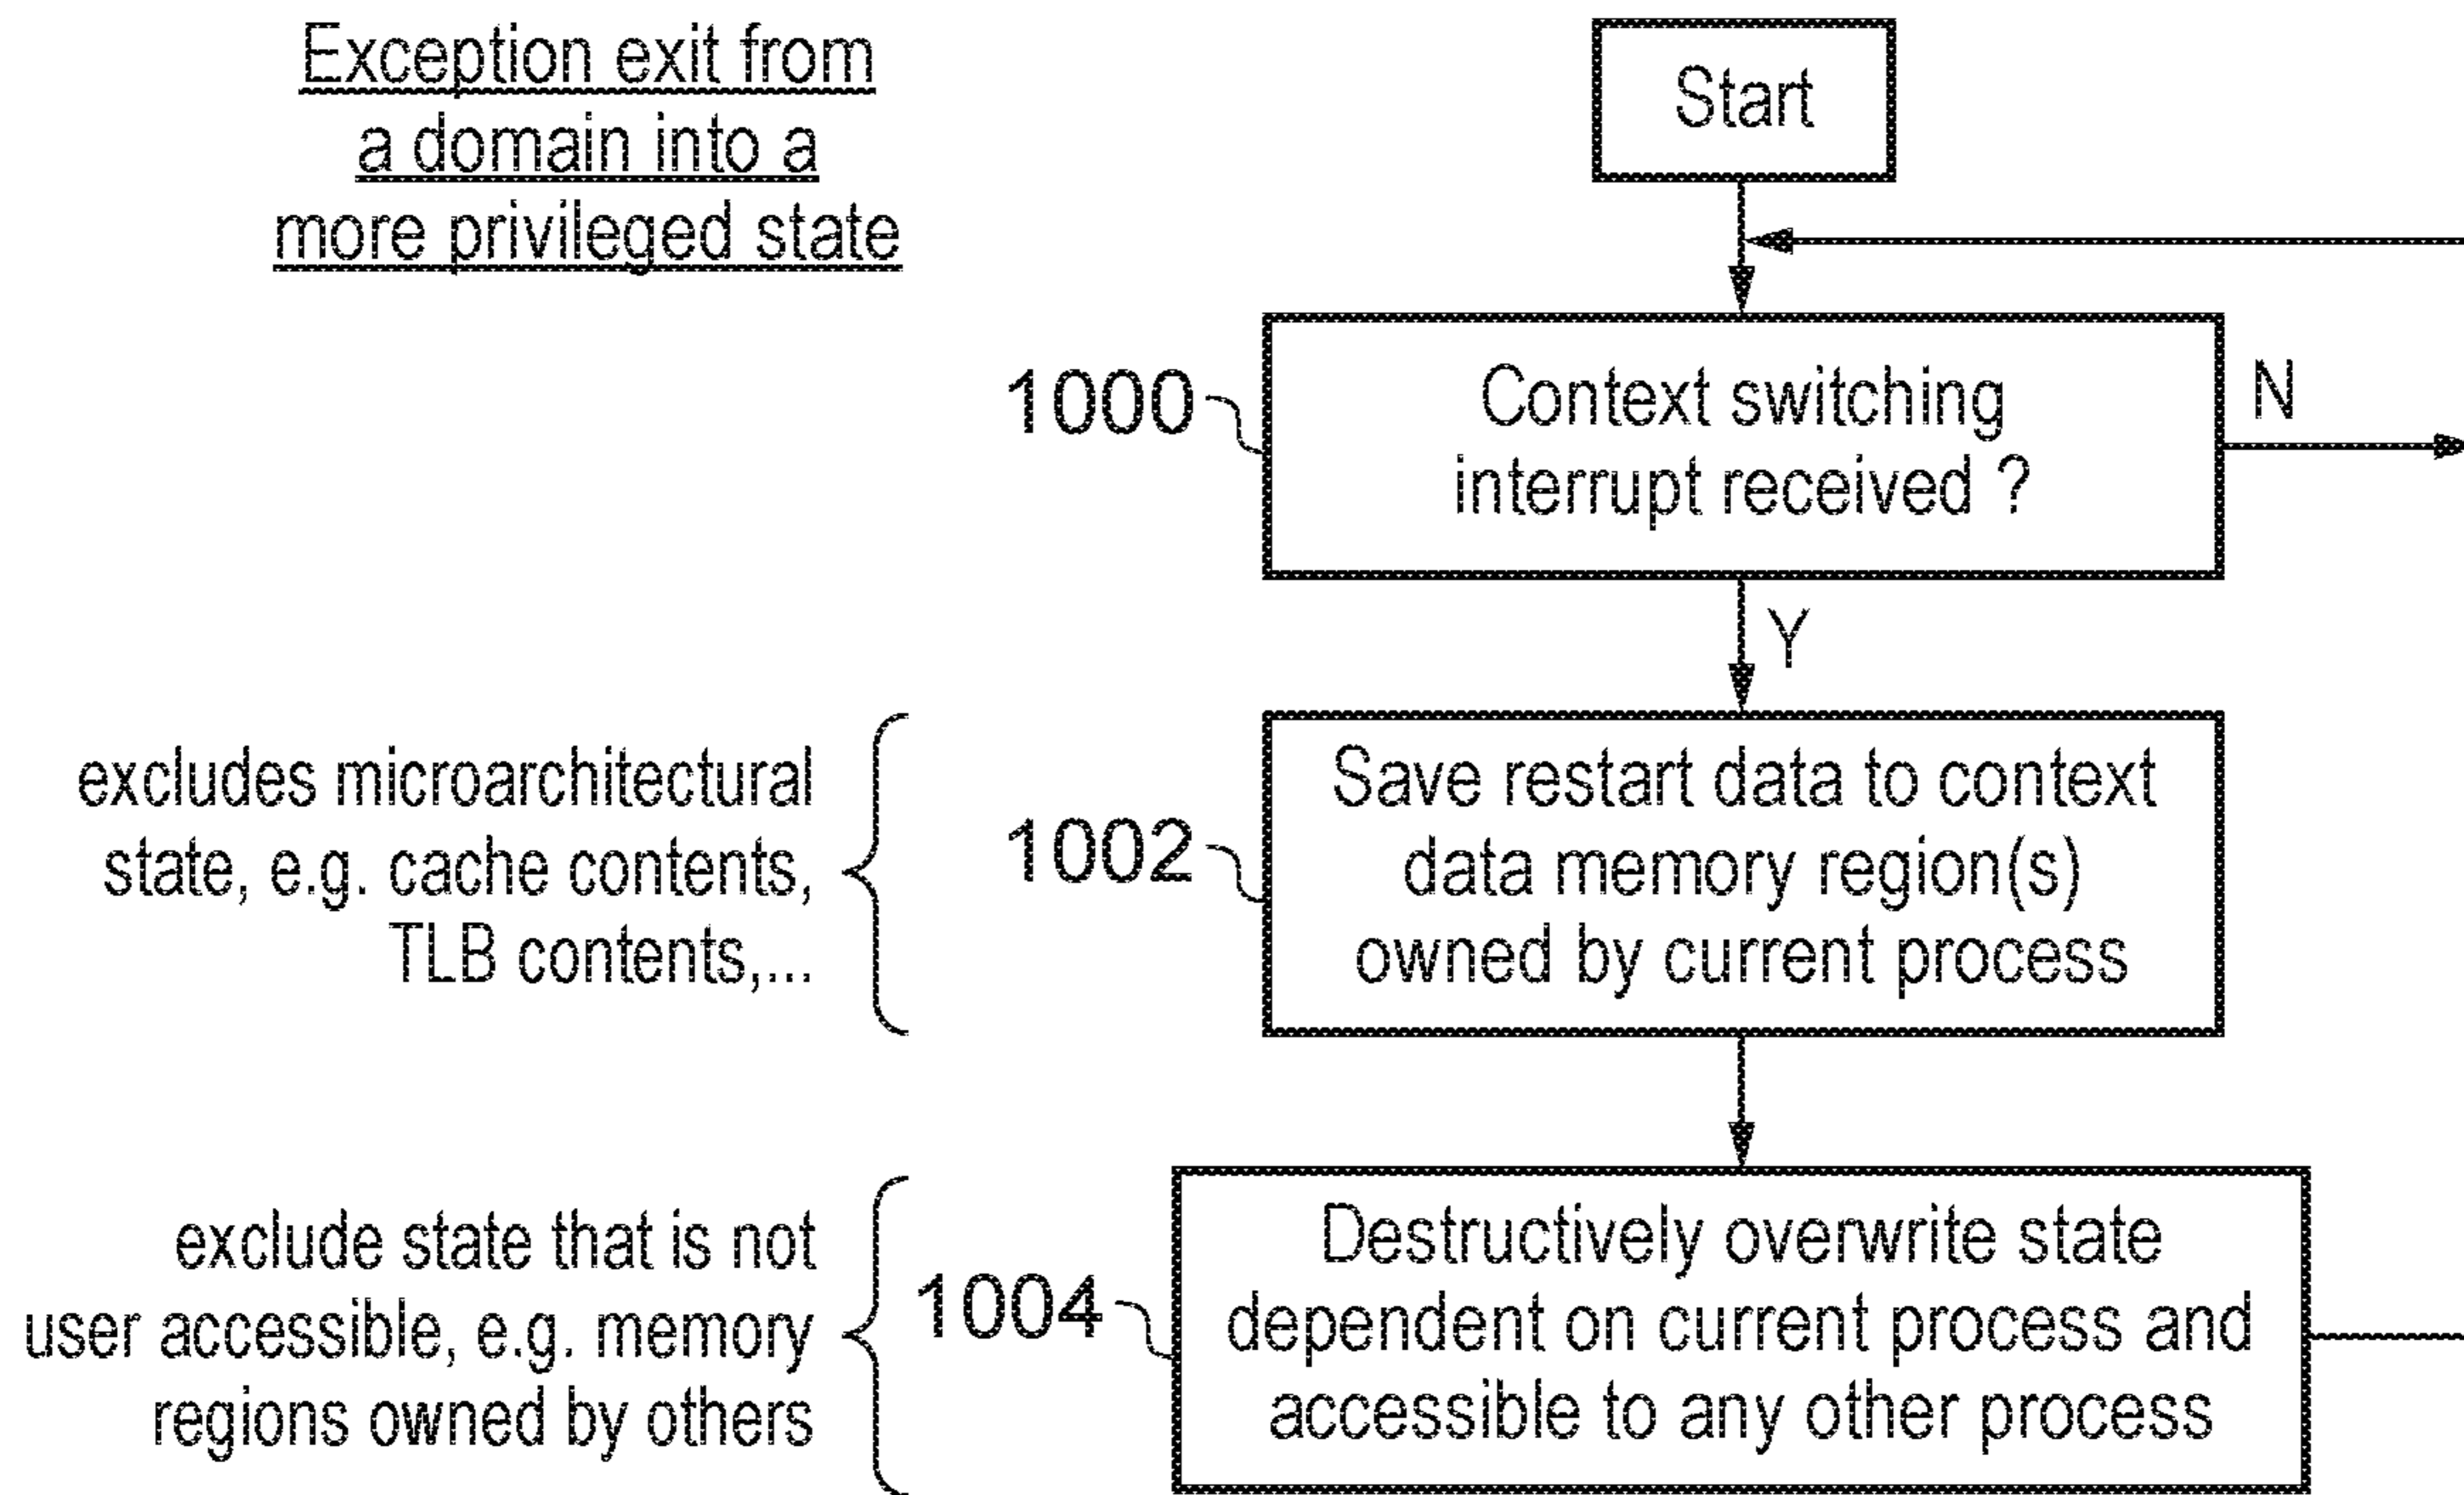 Exception exit from
a domain into a
more privileged state
Start
1000
Context switching
interrupt received ?
N
Y
excludes microarchitectural
state, e.g. cache contents,
TLB contents,...
1002
Save restart data to context
data memory region(s)
owned by current process
exclude state that is not
user accessible, e.g. memory
regions owned by others
1004
Destructively overwrite state
dependent on current process and
accessible to any other process